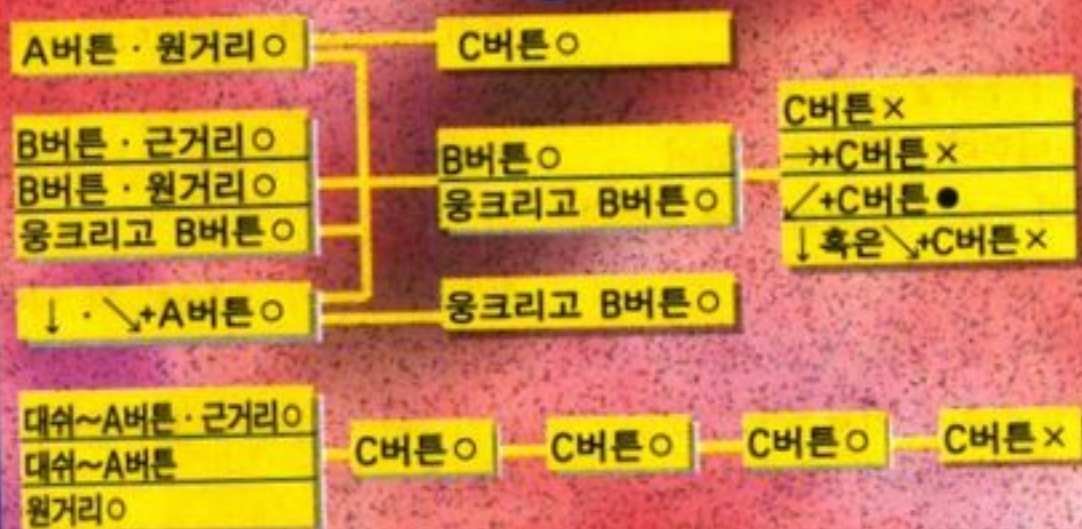 A버튼 · 원거리○
B버튼 · 근거리○
B버튼 · 원거리○
웅크리고 B버튼○
↓ · ↘+A버튼○
C버튼○
B버튼○
웅크리고 B버튼○
웅크리고 B버튼○
C버튼×
→+C버튼×
↙+C버튼●
↓혹은↘+C버튼×
대쉬~A버튼 · 근거리○
대쉬~A버튼
원거리○
C버튼○
C버튼○
C버튼○
C버튼×